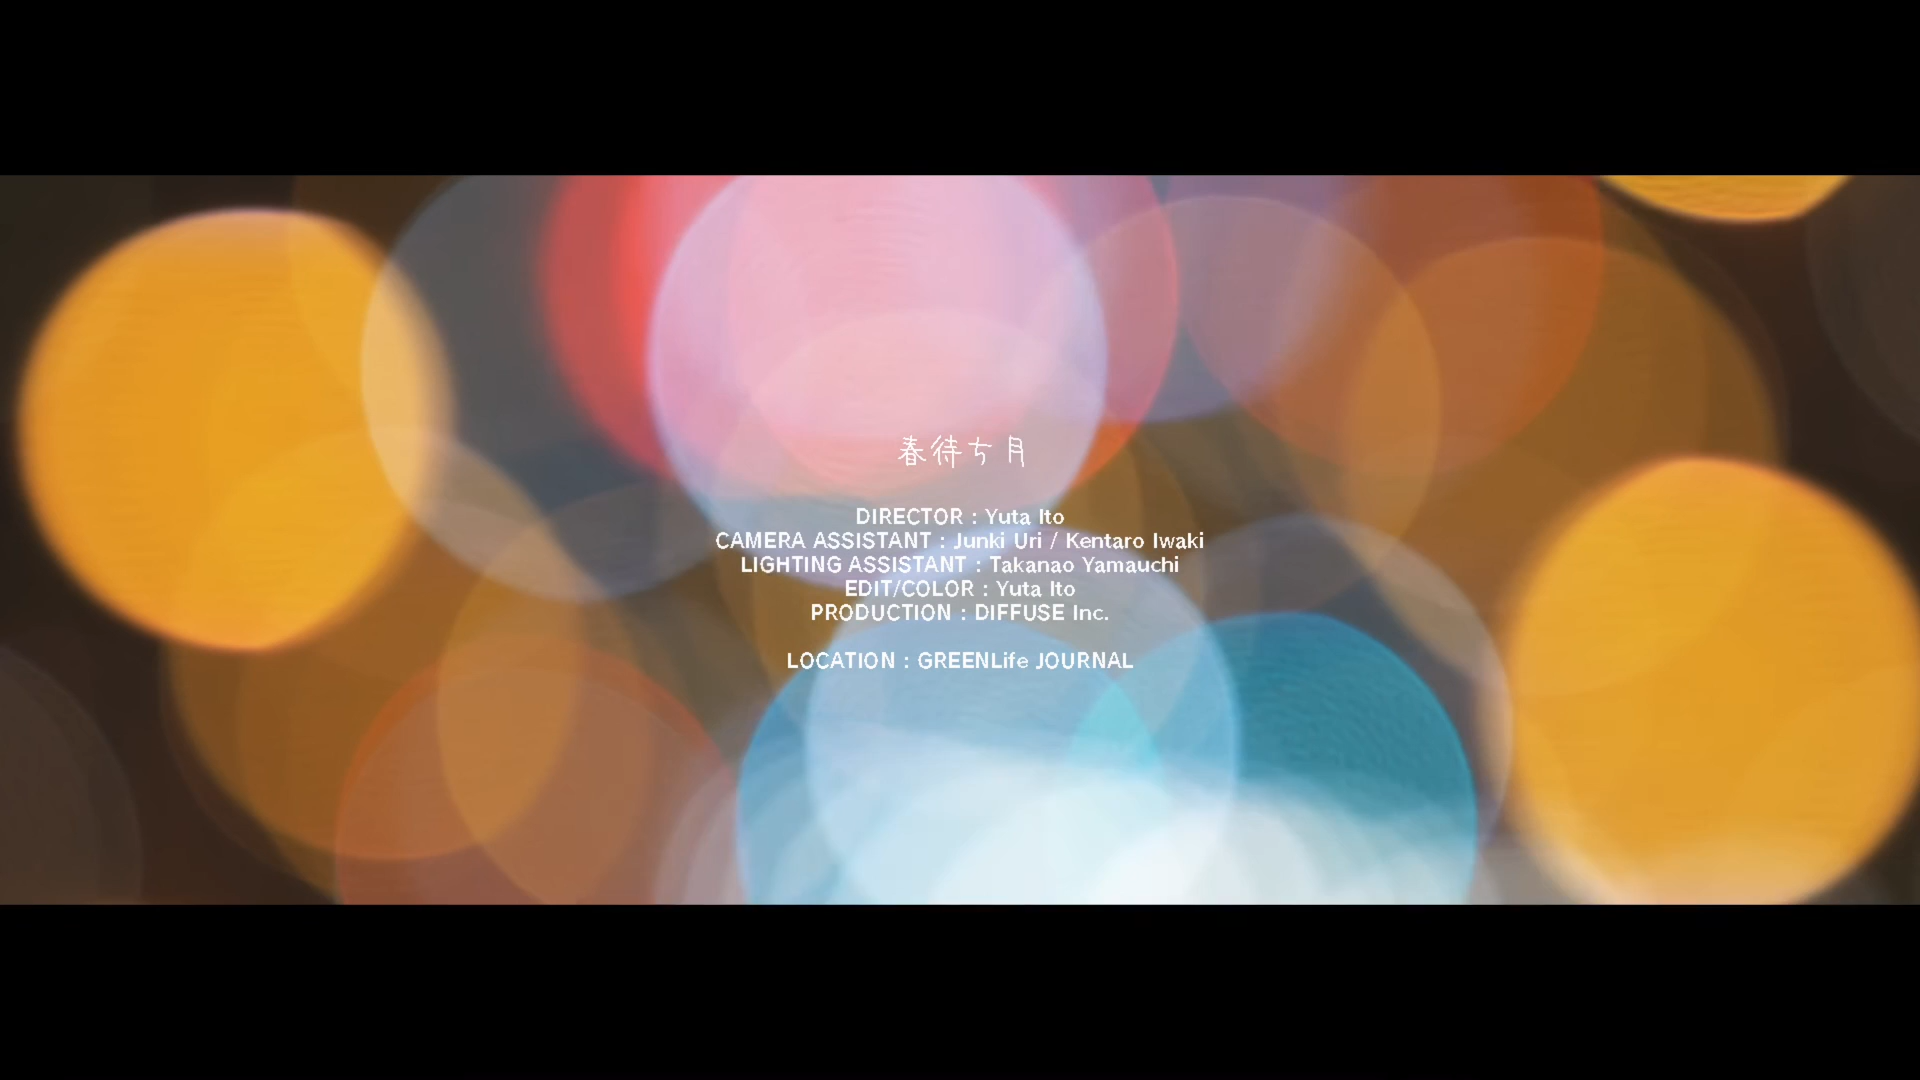 春待ち月
DIRECTOR : Yuta Ito
CAMERA ASSISTANT : Junki Uri / Kentaro Iwaki
LIGHTING ASSISTANT : Takanao Yamauchi
EDIT/COLOR : Yuta Ito
PRODUCTION : DIFFUSE Inc.
LOCATION : GREENLife JOURNAL